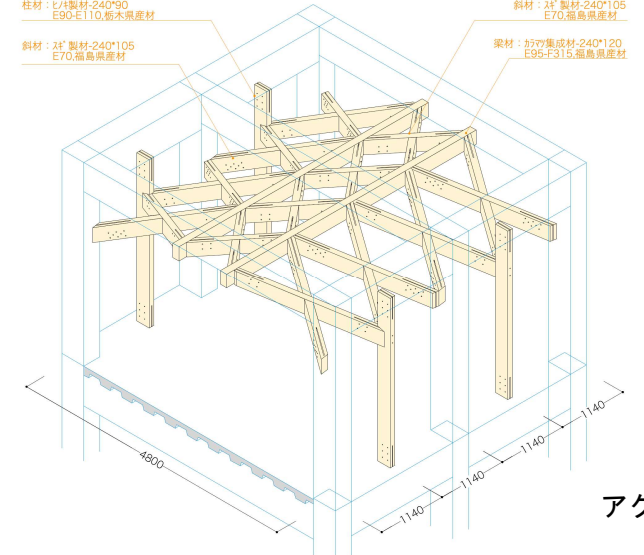 柱材：ﾋﾉｷ製材-240*90
E90-E110,栃木県産材
斜材：ｽｷﾞ製材-240*105
E70,福島県産材
斜材：ｽｷﾞ製材-240*105
E70,福島県産材
梁材：ｶﾗﾏﾂ集成材-240*120
E95-F315,福島県産材
4800
1140
1140
1140
1140
アク